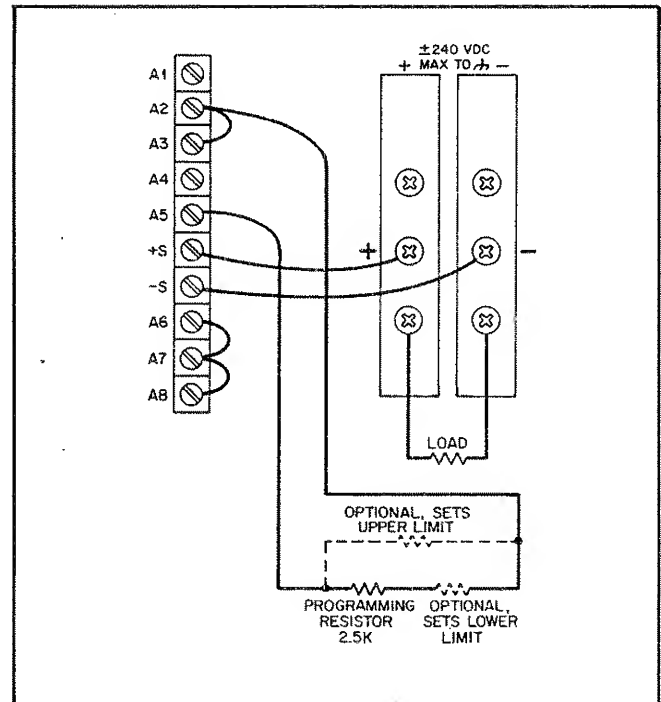 ±240 VDC
+ MAX TO ⏚ -
A1
A2
A3
A4
A5
+S
-S
A6
A7
A8
+
-
LOAD
OPTIONAL, SETS
UPPER LIMIT
PROGRAMMING
RESISTOR
2.5K
OPTIONAL,
SETS LOWER
LIMIT